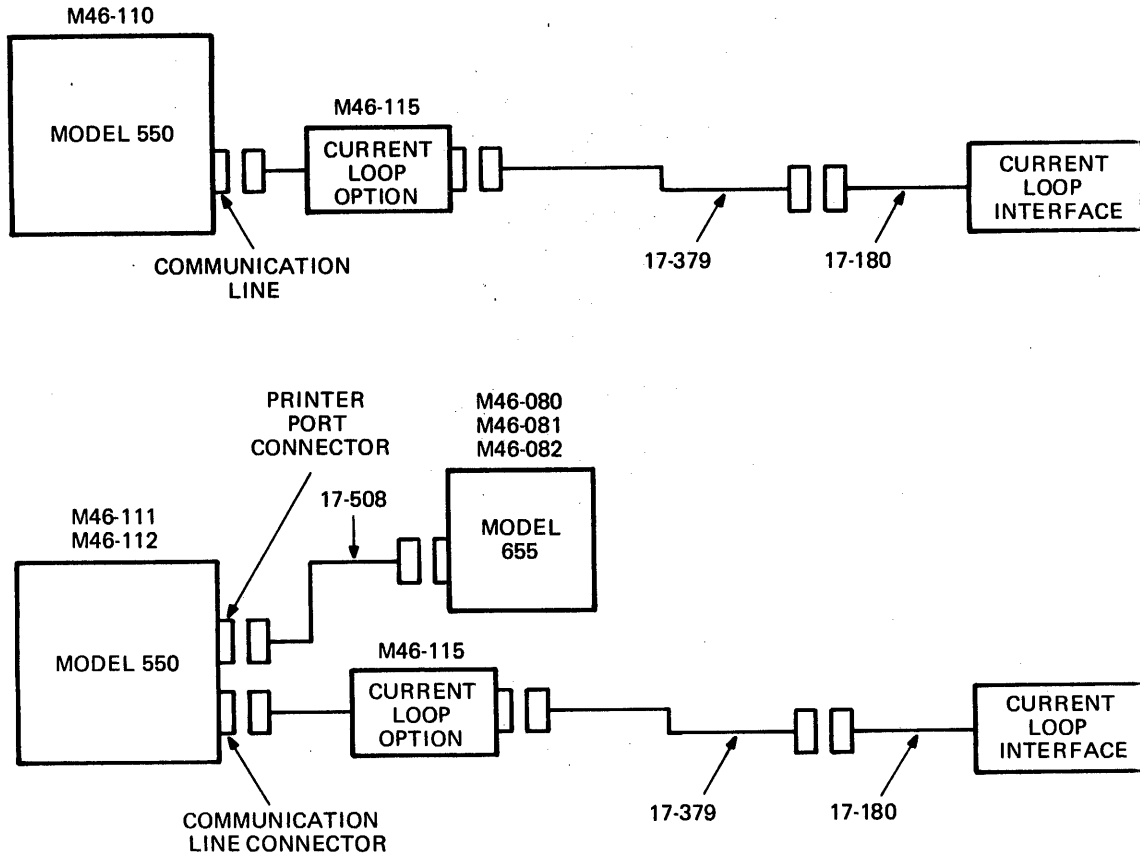 M46-110
MODEL 550
M46-115
CURRENT
LOOP
OPTION
CURRENT
LOOP
INTERFACE
COMMUNICATION
LINE
17-379
17-180
PRINTER
PORT
CONNECTOR
M46-080
M46-081
M46-082
17-508
MODEL
655
M46-111
M46-112
MODEL 550
M46-115
CURRENT
LOOP
OPTION
CURRENT
LOOP
INTERFACE
COMMUNICATION
LINE CONNECTOR
17-379
17-180